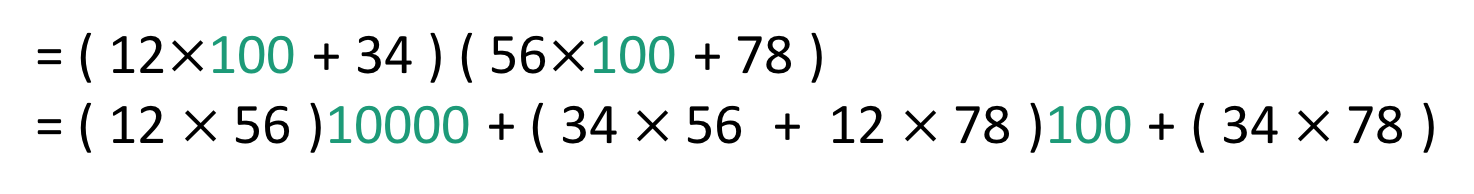 = ( 12×100 + 34 ) ( 56×100 + 78 )
= ( 12 × 56 )10000 + ( 34 × 56 + 12 × 78 )100 + ( 34 × 78 )